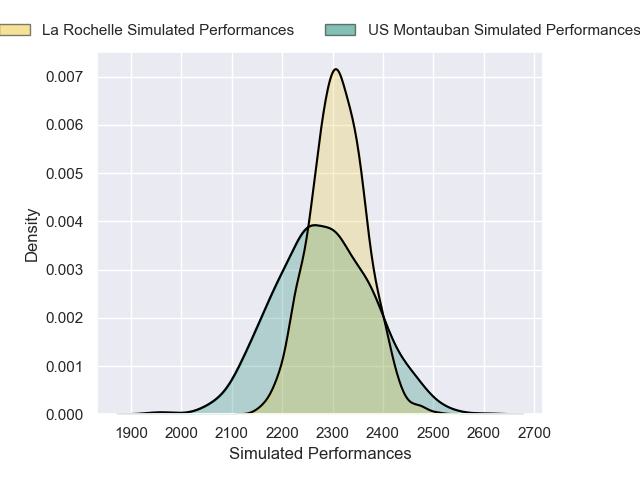 La Rochelle Simulated Performances US Montauban Simulated Performances
0.007
0.006
0.005
0.004
0.003
0.002
0.001
0.000
Density
1900 2000 2100 2200 2300 2400 2500 2600 2700
Simulated Performances